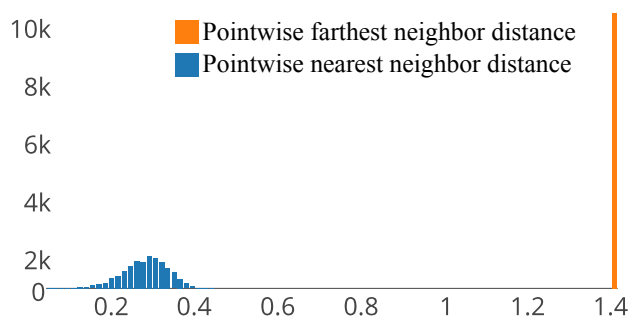 10k
8k
6k
4k
2k
0
Pointwise farthest neighbor distance
Pointwise nearest neighbor distance
0.2 0.4 0.6 0.8 1 1.2 1.4